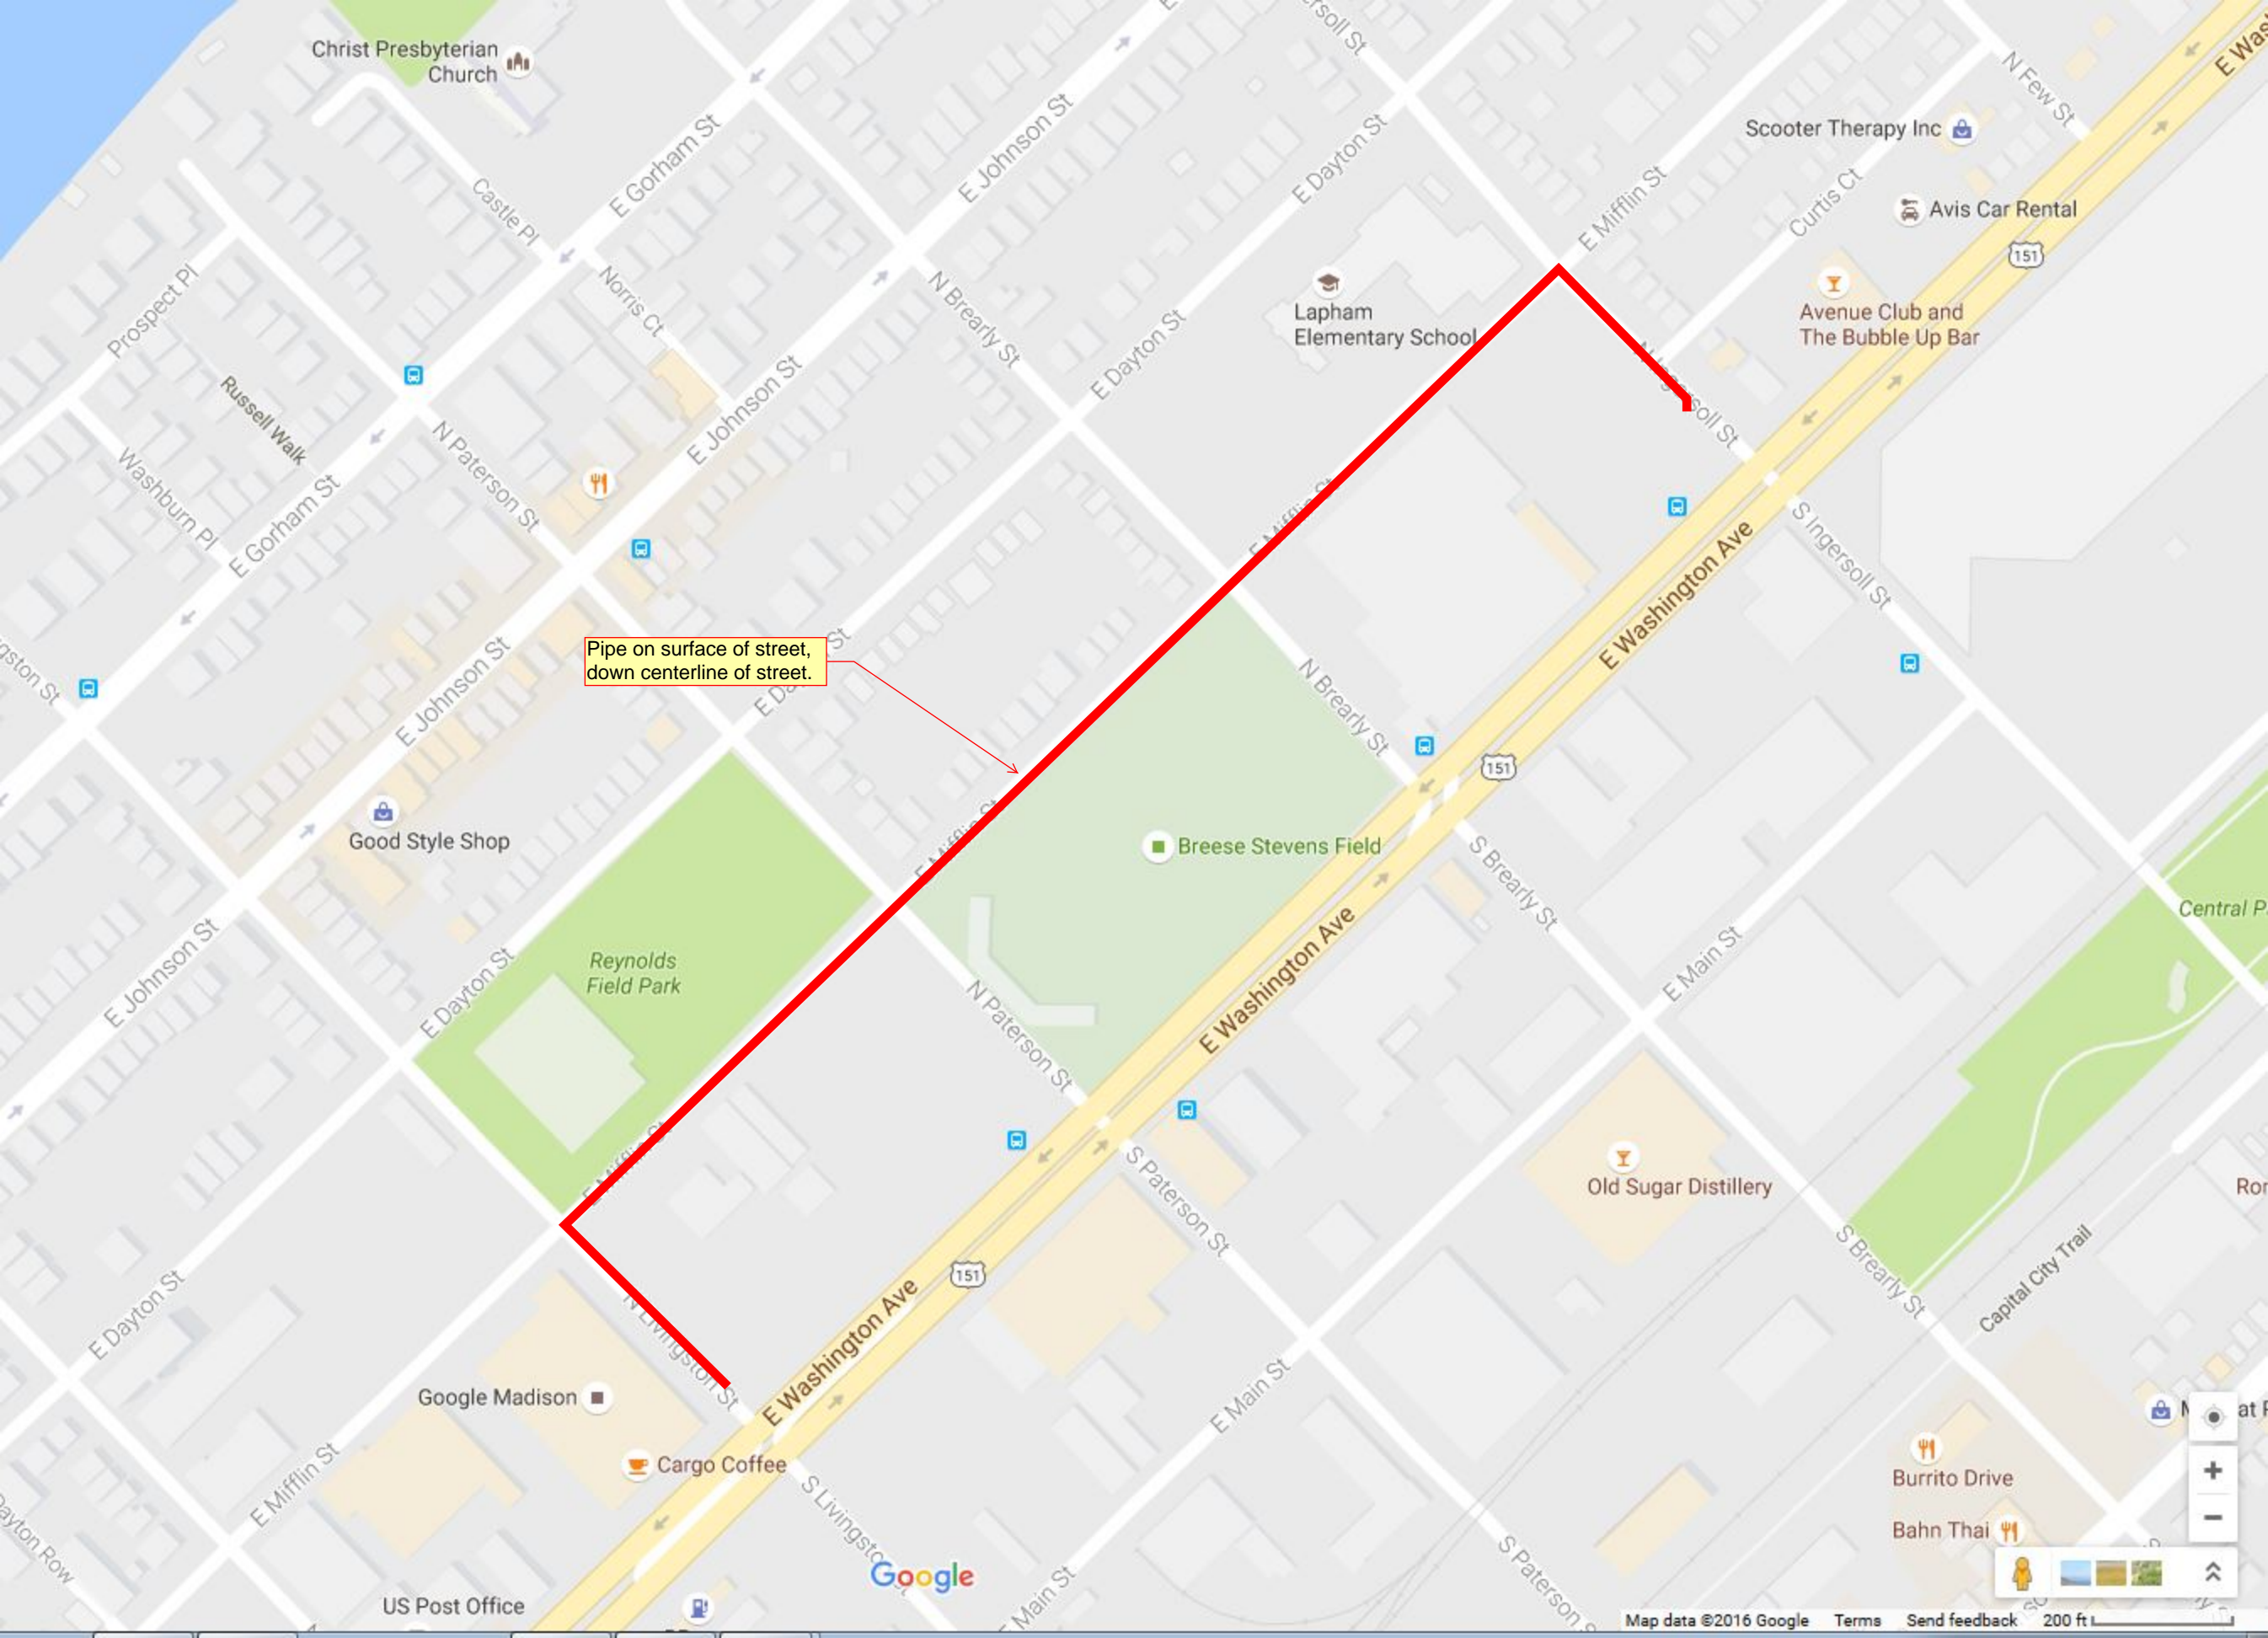 Christ Presbyterian
Church
E Gorham St
E Johnson St
E Dayton St
N Few St
Scooter Therapy Inc
E Mifflin St
Curtis Ct
Avis Car Rental
151
Castle Pl
Norris Ct
N Brearly St
Prospect Pl
Lapham
Elementary School
Avenue Club and
The Bubble Up Bar
E Dayton St
Russell Walk
E Johnson St
N Paterson St
Washburn Pl
E Gorham St
S Ingersoll St
E Washington Ave
Pipe on surface of street,
down centerline of street.
N Brearly St
E Johnson St
151
Good Style Shop
Breese Stevens Field
S Brearly St
Central P
Reynolds
Field Park
E Main St
E Johnson St
E Dayton St
N Paterson St
E Washington Ave
Old Sugar Distillery
S Paterson St
S Brearly St
Capital City Trail
151
E Dayton St
N Livingston St
E Washington Ave
Google Madison
E Main St
Cargo Coffee
E Mifflin St
Burrito Drive
Bahn Thai
Google
US Post Office
Main St
S Paterson
Map data ©2016 Google Terms Send feedback 200 ft